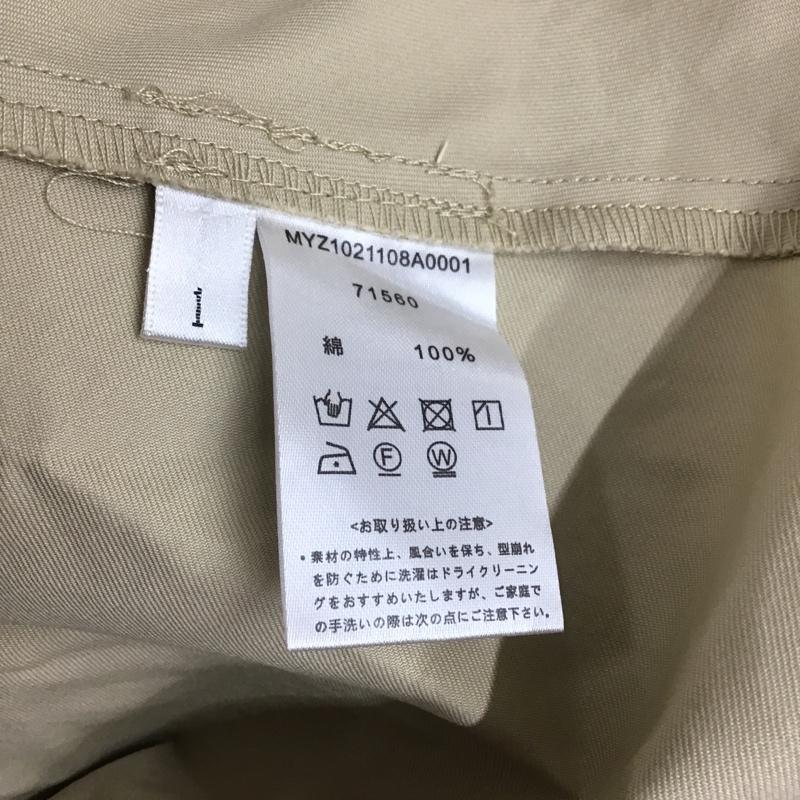 MYZ1021108A0001
71560
綿 100%
F W
<お取り扱い上の注意>
・素材の特性上、風合いを保ち、型崩れ
を防ぐために洗濯はドライクリーニン
グをおすすめいたしますが、ご家庭で
の手洗いの際は次の点にご注意下さい。